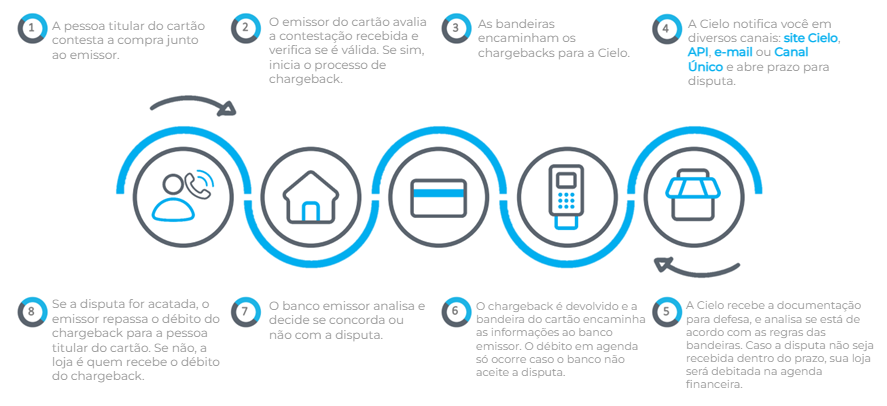 1
A pessoa titular do cartão
contesta a compra junto
ao emissor.
2
O emissor do cartão avalia
a contestação recebida e
verifica se é válida. Se sim,
inicia o processo de
chargeback.
3
As bandeiras
encaminham os
chargebacks para a Cielo.
4
A Cielo notifica você em
diversos canais: site Cielo,
API, e-mail ou Canal
Único e abre prazo para
disputa.
8
Se a disputa for acatada, o
emissor repassa o débito do
chargeback para a pessoa
titular do cartão. Se não, a
loja é quem recebe o débito
do chargeback.
7
O banco emissor analisa e
decide se concorda ou
não com a disputa.
6
O chargeback é devolvido e a
bandeira do cartão encaminha
as informações ao banco
emissor. O débito em agenda
só ocorre caso o banco não
aceite a disputa.
5
A Cielo recebe a documentação
para defesa, e analisa se está de
acordo com as regras das
bandeiras. Caso a disputa não seja
recebida dentro do prazo, sua loja
será debitada na agenda
financeira.